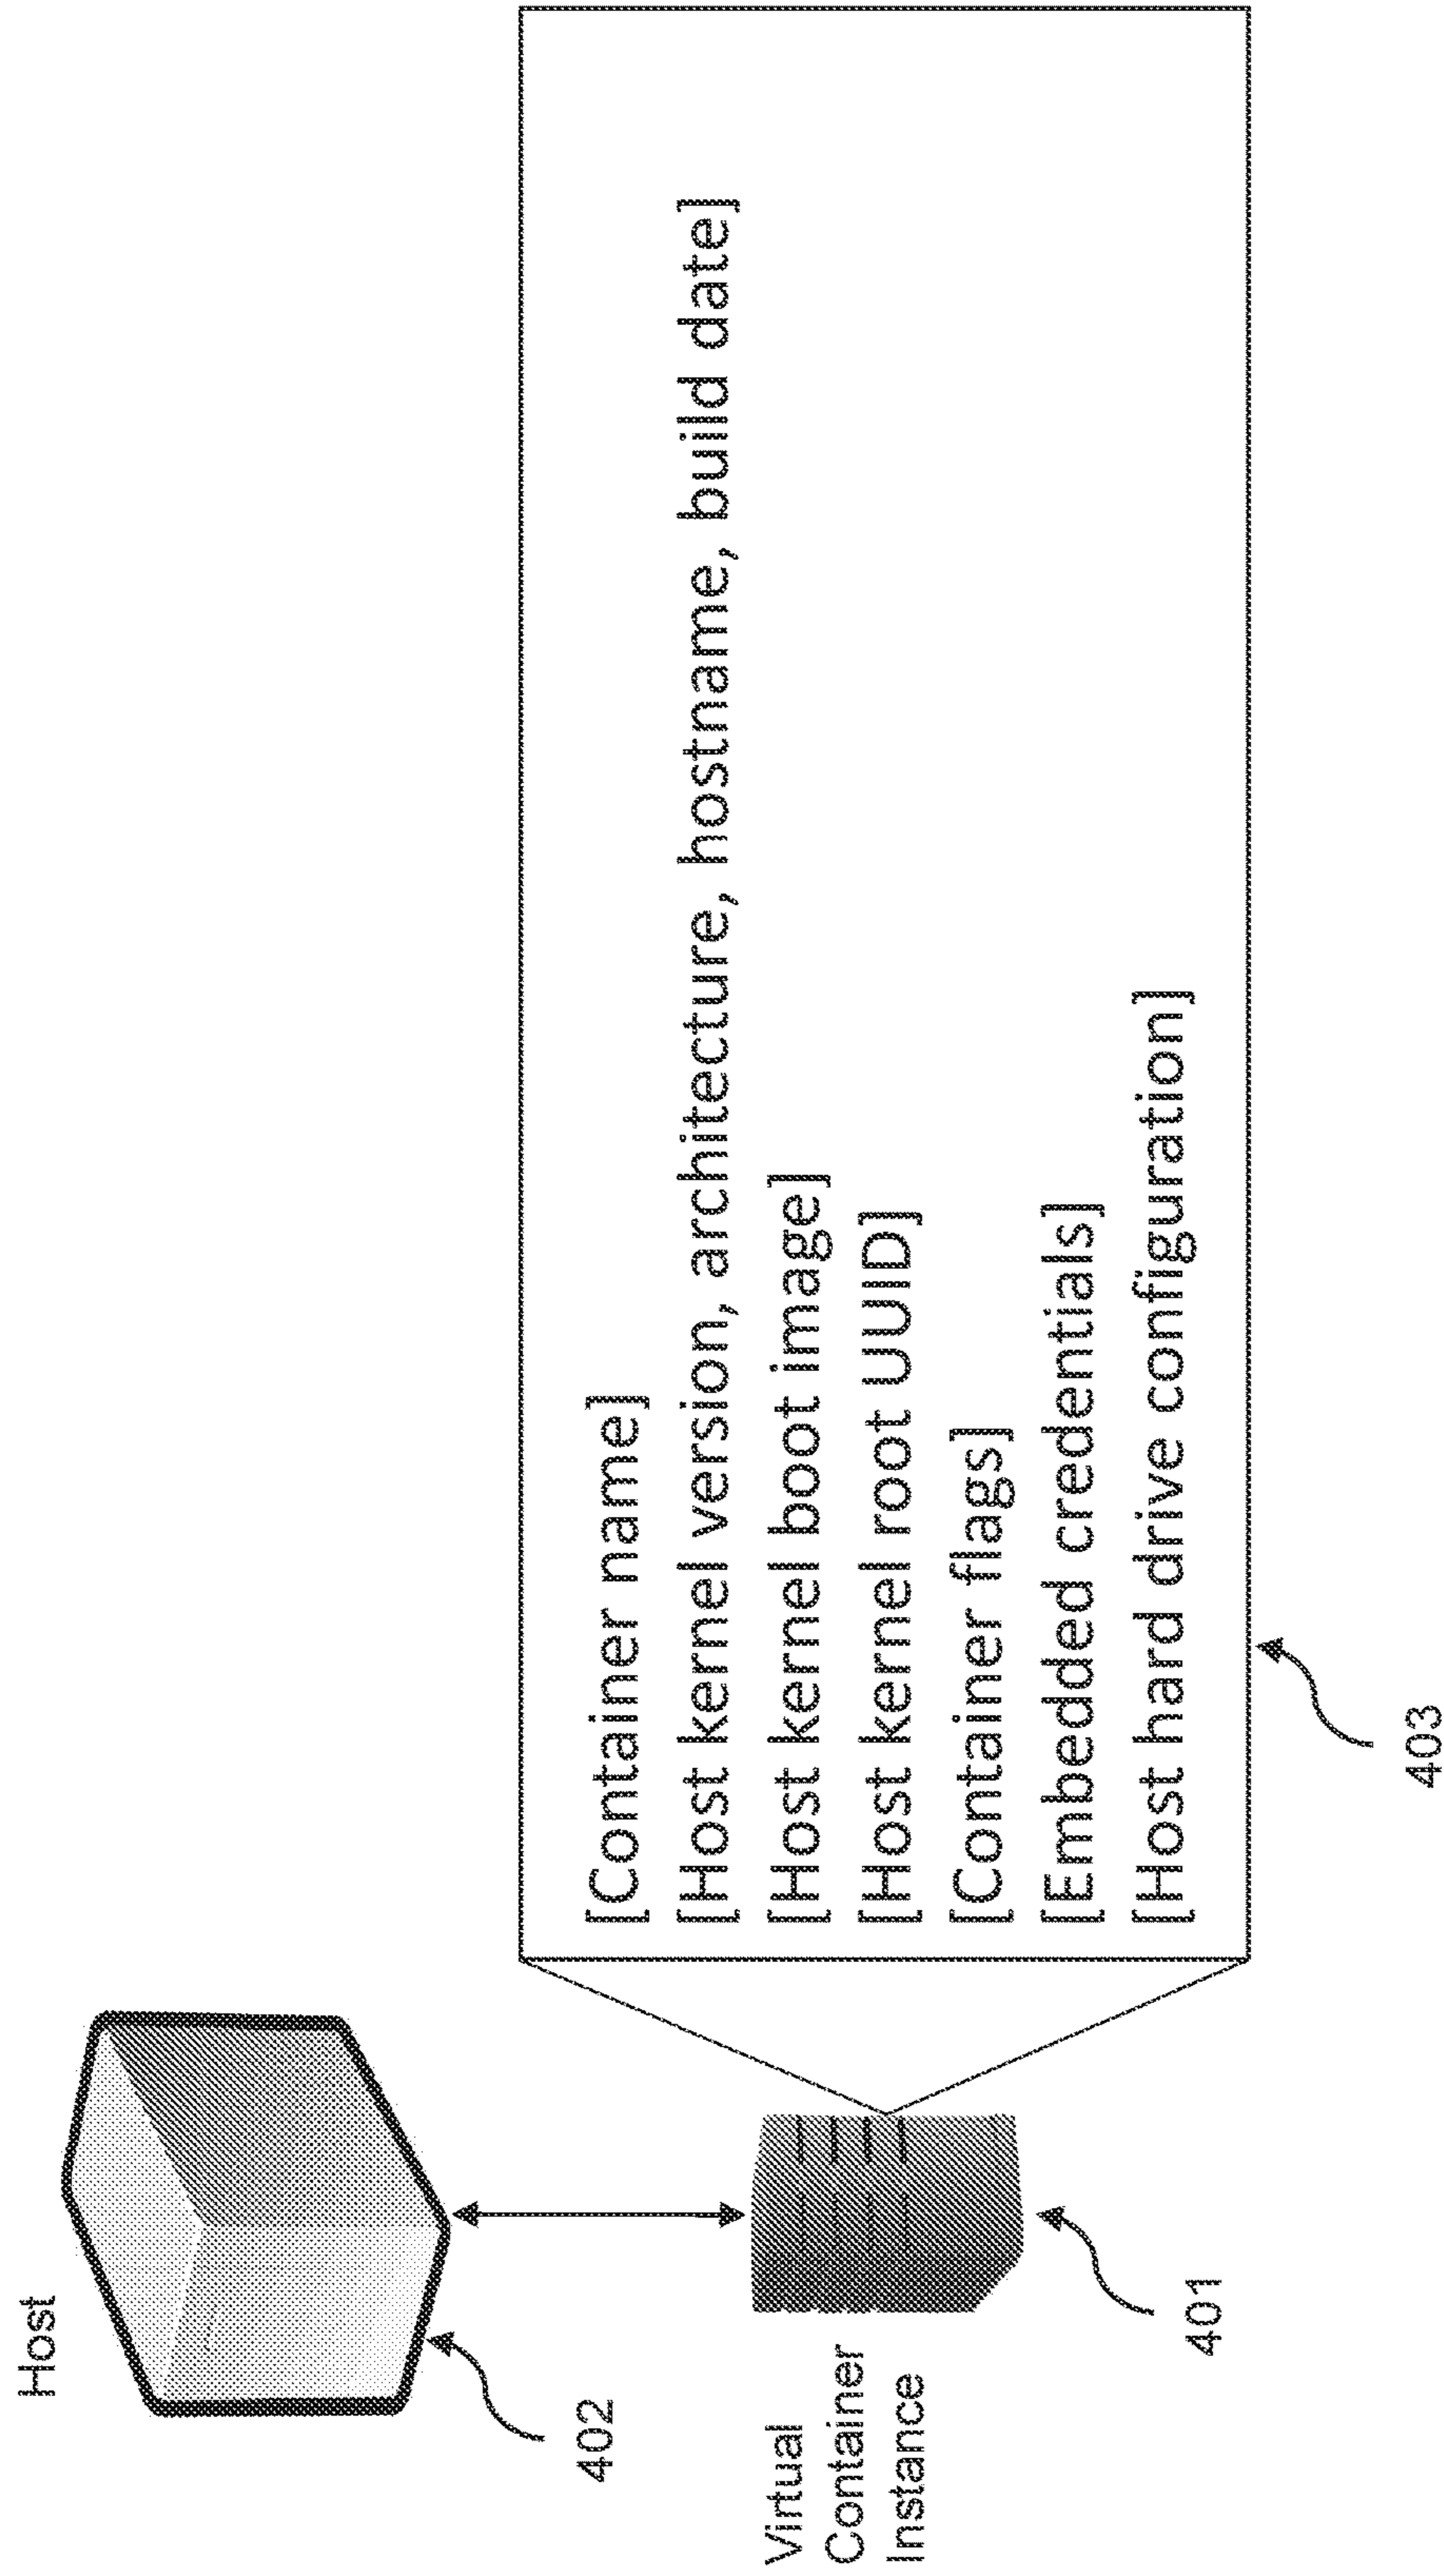 Host
402
Virtual
Container
Instance
401
[Container name]
[Host kernel version, architecture, hostname, build date]
[Host kernel boot image]
[Host kernel root UUID]
[Container flags]
[Embedded credentials]
[Host hard drive configuration]
403